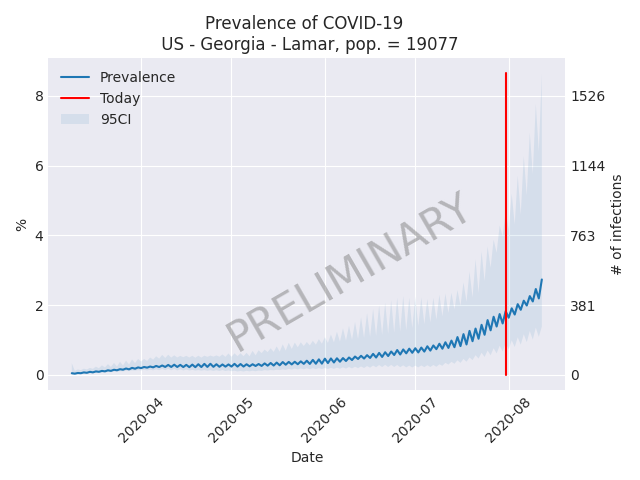 Prevalence of COVID-19
US - Georgia - Lamar, pop. = 19077
Prevalence
Today
95CI
8
6
4
2
0
%
1526
1144
763
381
0
# of infections
PRELIMINARY
2020-04
2020-05
2020-06
2020-07
2020-08
Date